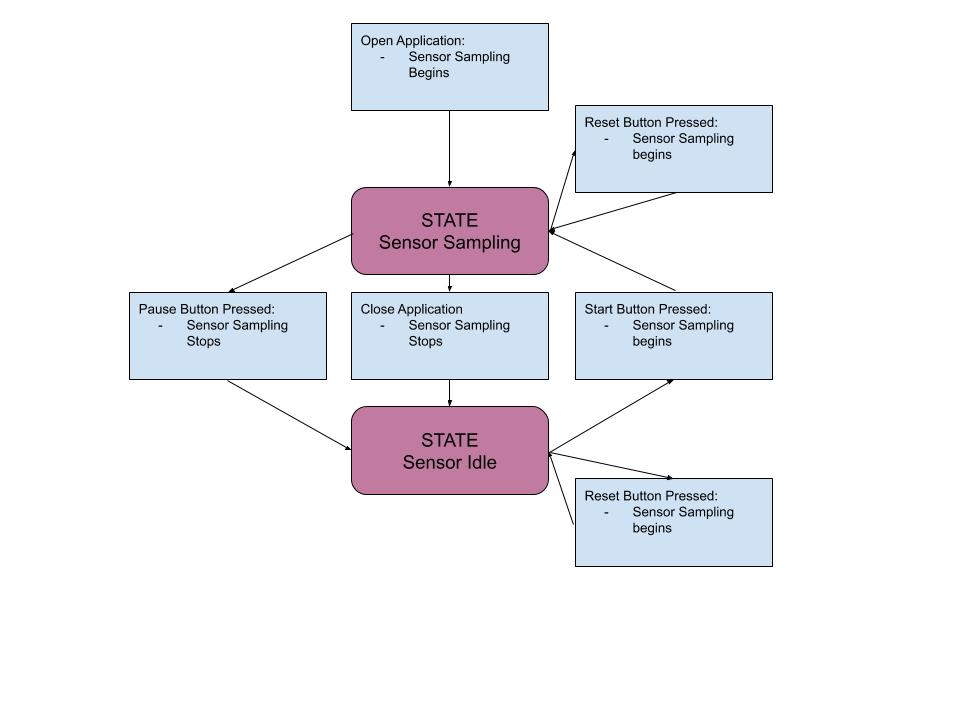 Open Application:
- Sensor Sampling
Begins
Reset Button Pressed:
- Sensor Sampling
begins
STATE
Sensor Sampling
Pause Button Pressed:
- Sensor Sampling
Stops
Close Application
- Sensor Sampling
Stops
Start Button Pressed:
- Sensor Sampling
begins
STATE
Sensor Idle
Reset Button Pressed:
- Sensor Sampling
begins